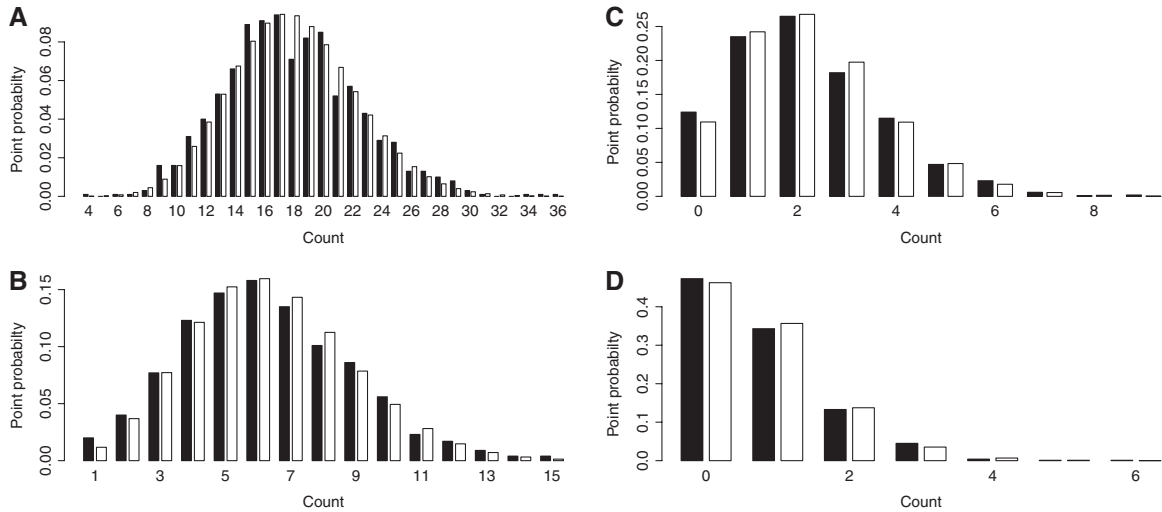 A
Point probabilty
0.00 0.02 0.04 0.06 0.08
4 6 8 10 12 14 16 18 20 22 24 26 28 30 32 34 36
Count
C
Point probabilty
0.00 0.05 0.10 0.15 0.20 0.25
0 2 4 6 8
Count
B
Point probabilty
0.00 0.05 0.10 0.15
1 3 5 7 9 11 13 15
Count
D
Point probabilty
0.0 0.1 0.2 0.3 0.4
0 2 4 6
Count